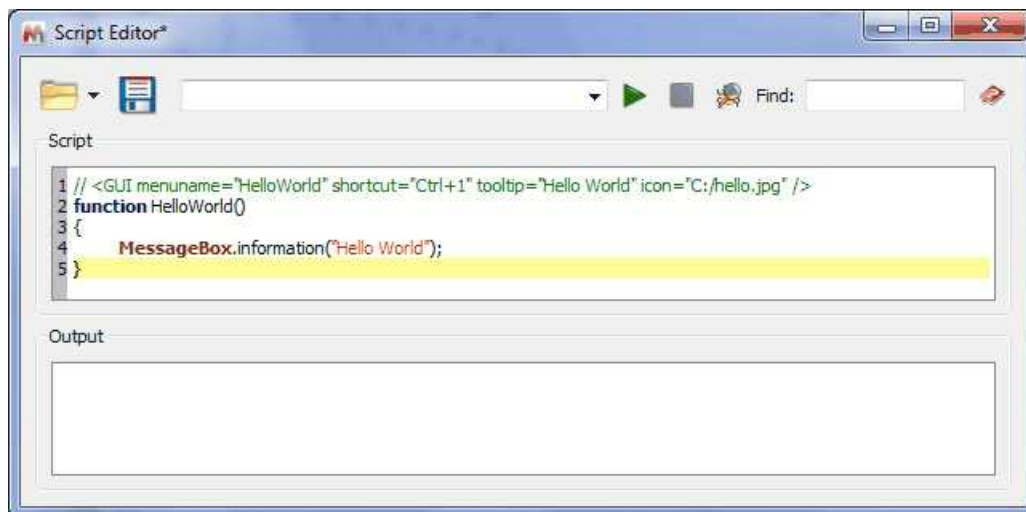 Script Editor*
Find:
Script
1 // <GUI menuname="HelloWorld" shortcut="Ctrl+1" tooltip="Hello World" icon="C:/hello.jpg" />
2 function HelloWorld()
3 {
4 MessageBox.information("Hello World");
5 }
Output